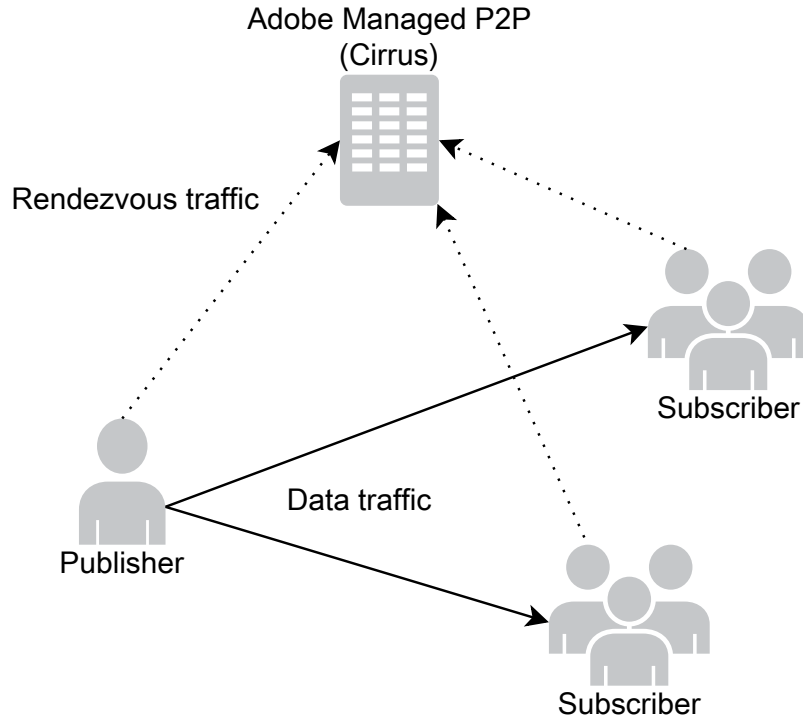 Adobe Managed P2P
(Cirrus)
Rendezvous traffic
Subscriber
Data traffic
Publisher
Subscriber